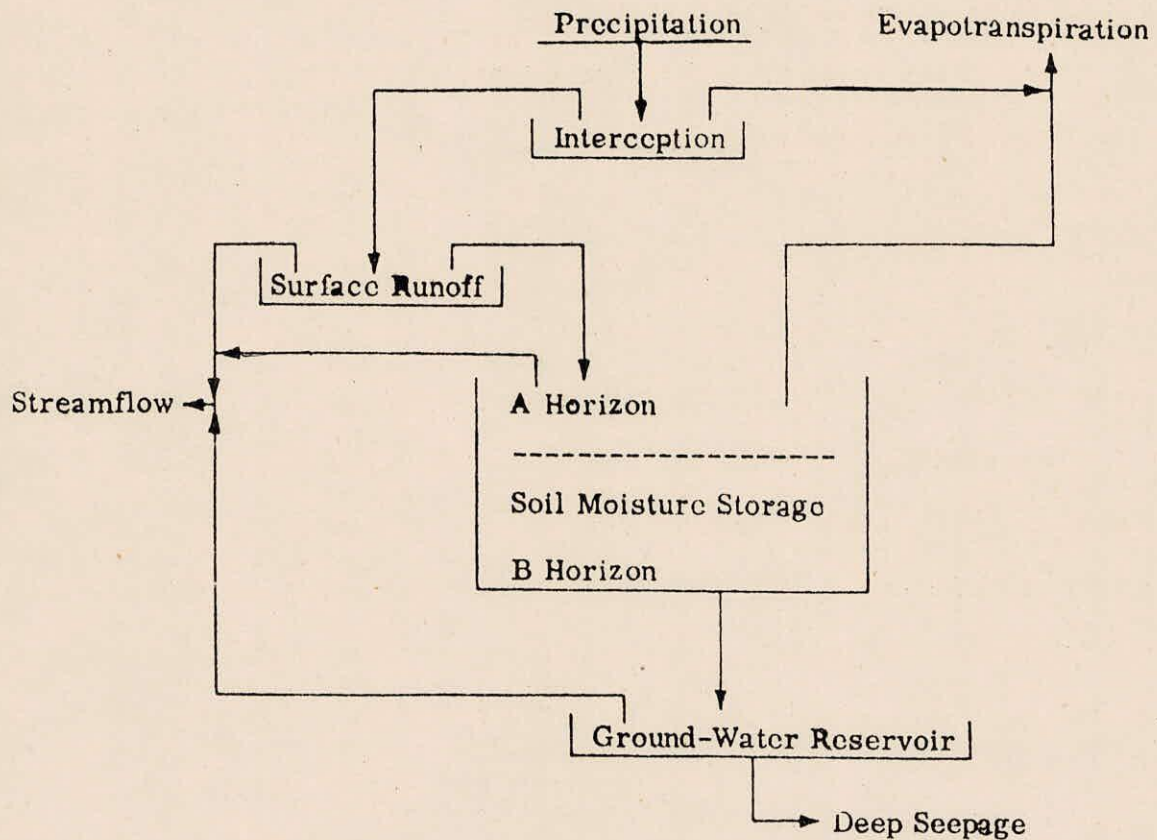 Precipitation
Evapotranspiration
Interception
Surface Runoff
Streamflow
A Horizon
Soil Moisture Storage
B Horizon
Ground-Water Reservoir
Deep Seepage